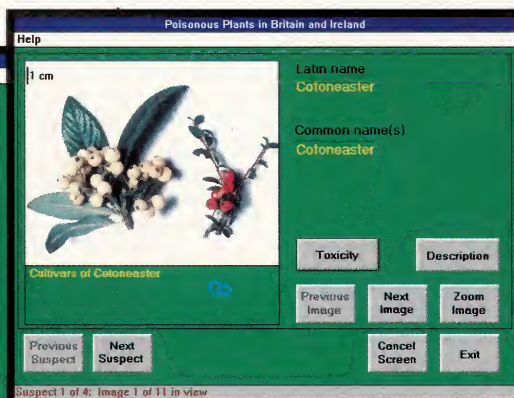 Poisonous Plants in Britain and Ireland
Help
1 cm
Latin name
Cotoneaster
Common name(s)
Cotoneaster
Cultivars of Cotoneaster
Toxicity
Description
Previous Image
Next Image
Zoom Image
Previous Suspect
Next Suspect
Cancel Screen
Exit
Suspect 1 of 4: Image 1 of 11 in view